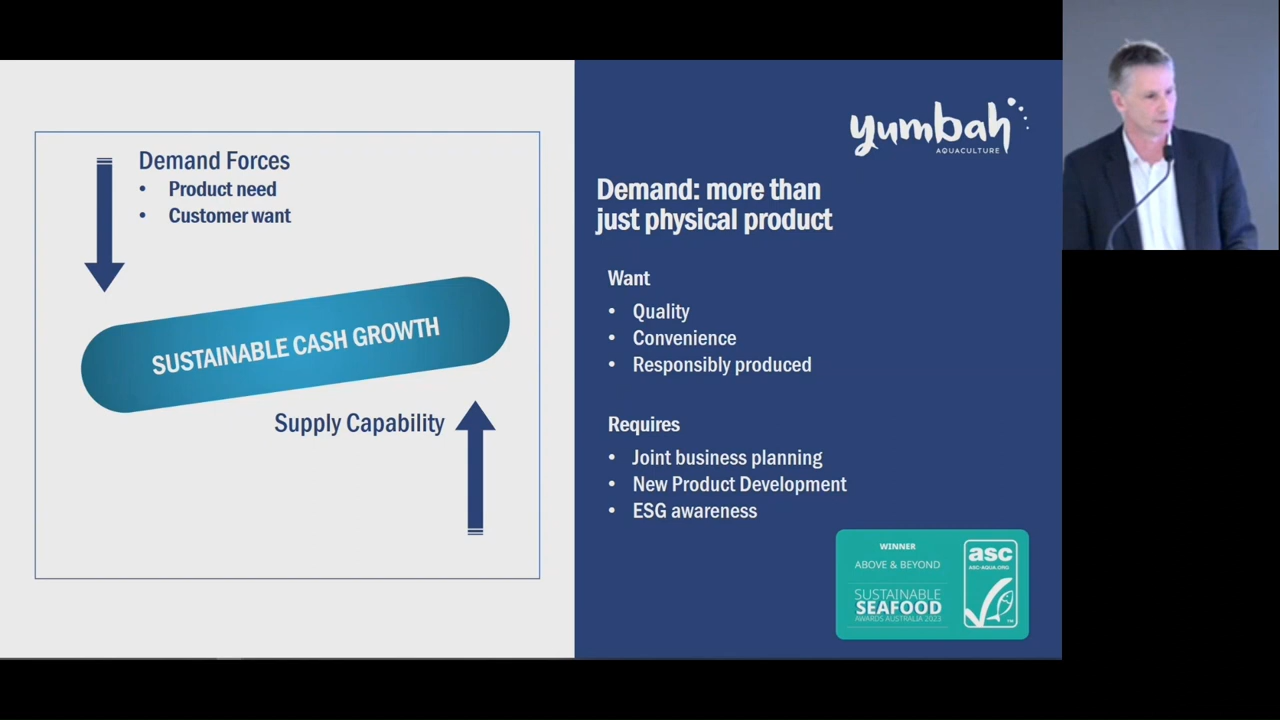 Demand Forces
• Product need
• Customer want
SUSTAINABLE CASH GROWTH
Supply Capability
yumbah
AQUACULTURE
Demand: more than
just physical product
Want
• Quality
• Convenience
• Responsibly produced
Requires
• Joint business planning
• New Product Development
• ESG awareness
WINNER
ABOVE & BEYOND
SUSTAINABLE
SEAFOOD
AWARDS AUSTRALIA 2023
asc
ASC-AQUA.ORG
TM